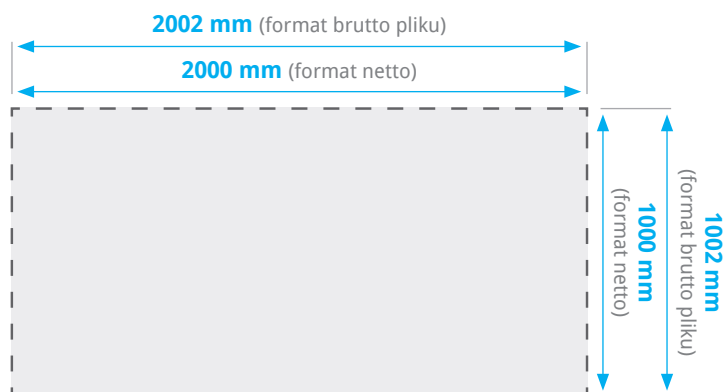 2002 mm (format brutto pliku)
2000 mm (format netto)
1000 mm
(format netto)
1002 mm
(format brutto pliku)